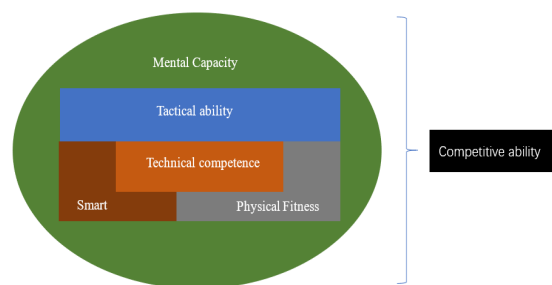 Mental Capacity
Tactical ability
Technical competence
Competitive ability
Smart
Physical Fitness